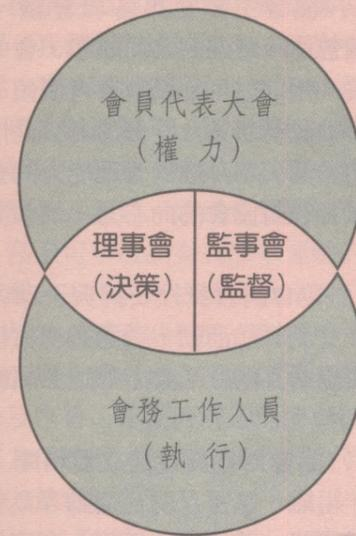 會員代表大會
(權 力)
理事會 監事會
(決策) (監督)
會務工作人員
(執 行)